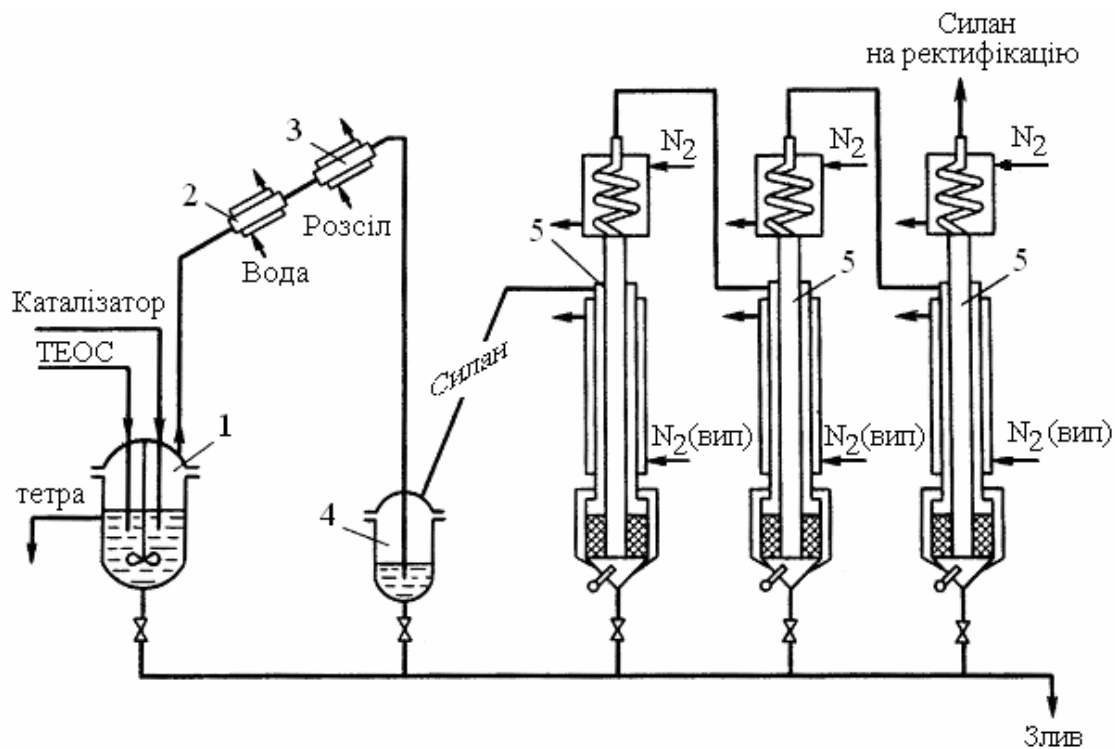 Силан
на ректифікацію
3
N2
N2
N2
2
Розсіл
5
Вода
5
5
Каталізатор
ТЕОС
Силан
1
N2(вип)
N2(вип)
N2(вип)
тетра
4
Злив